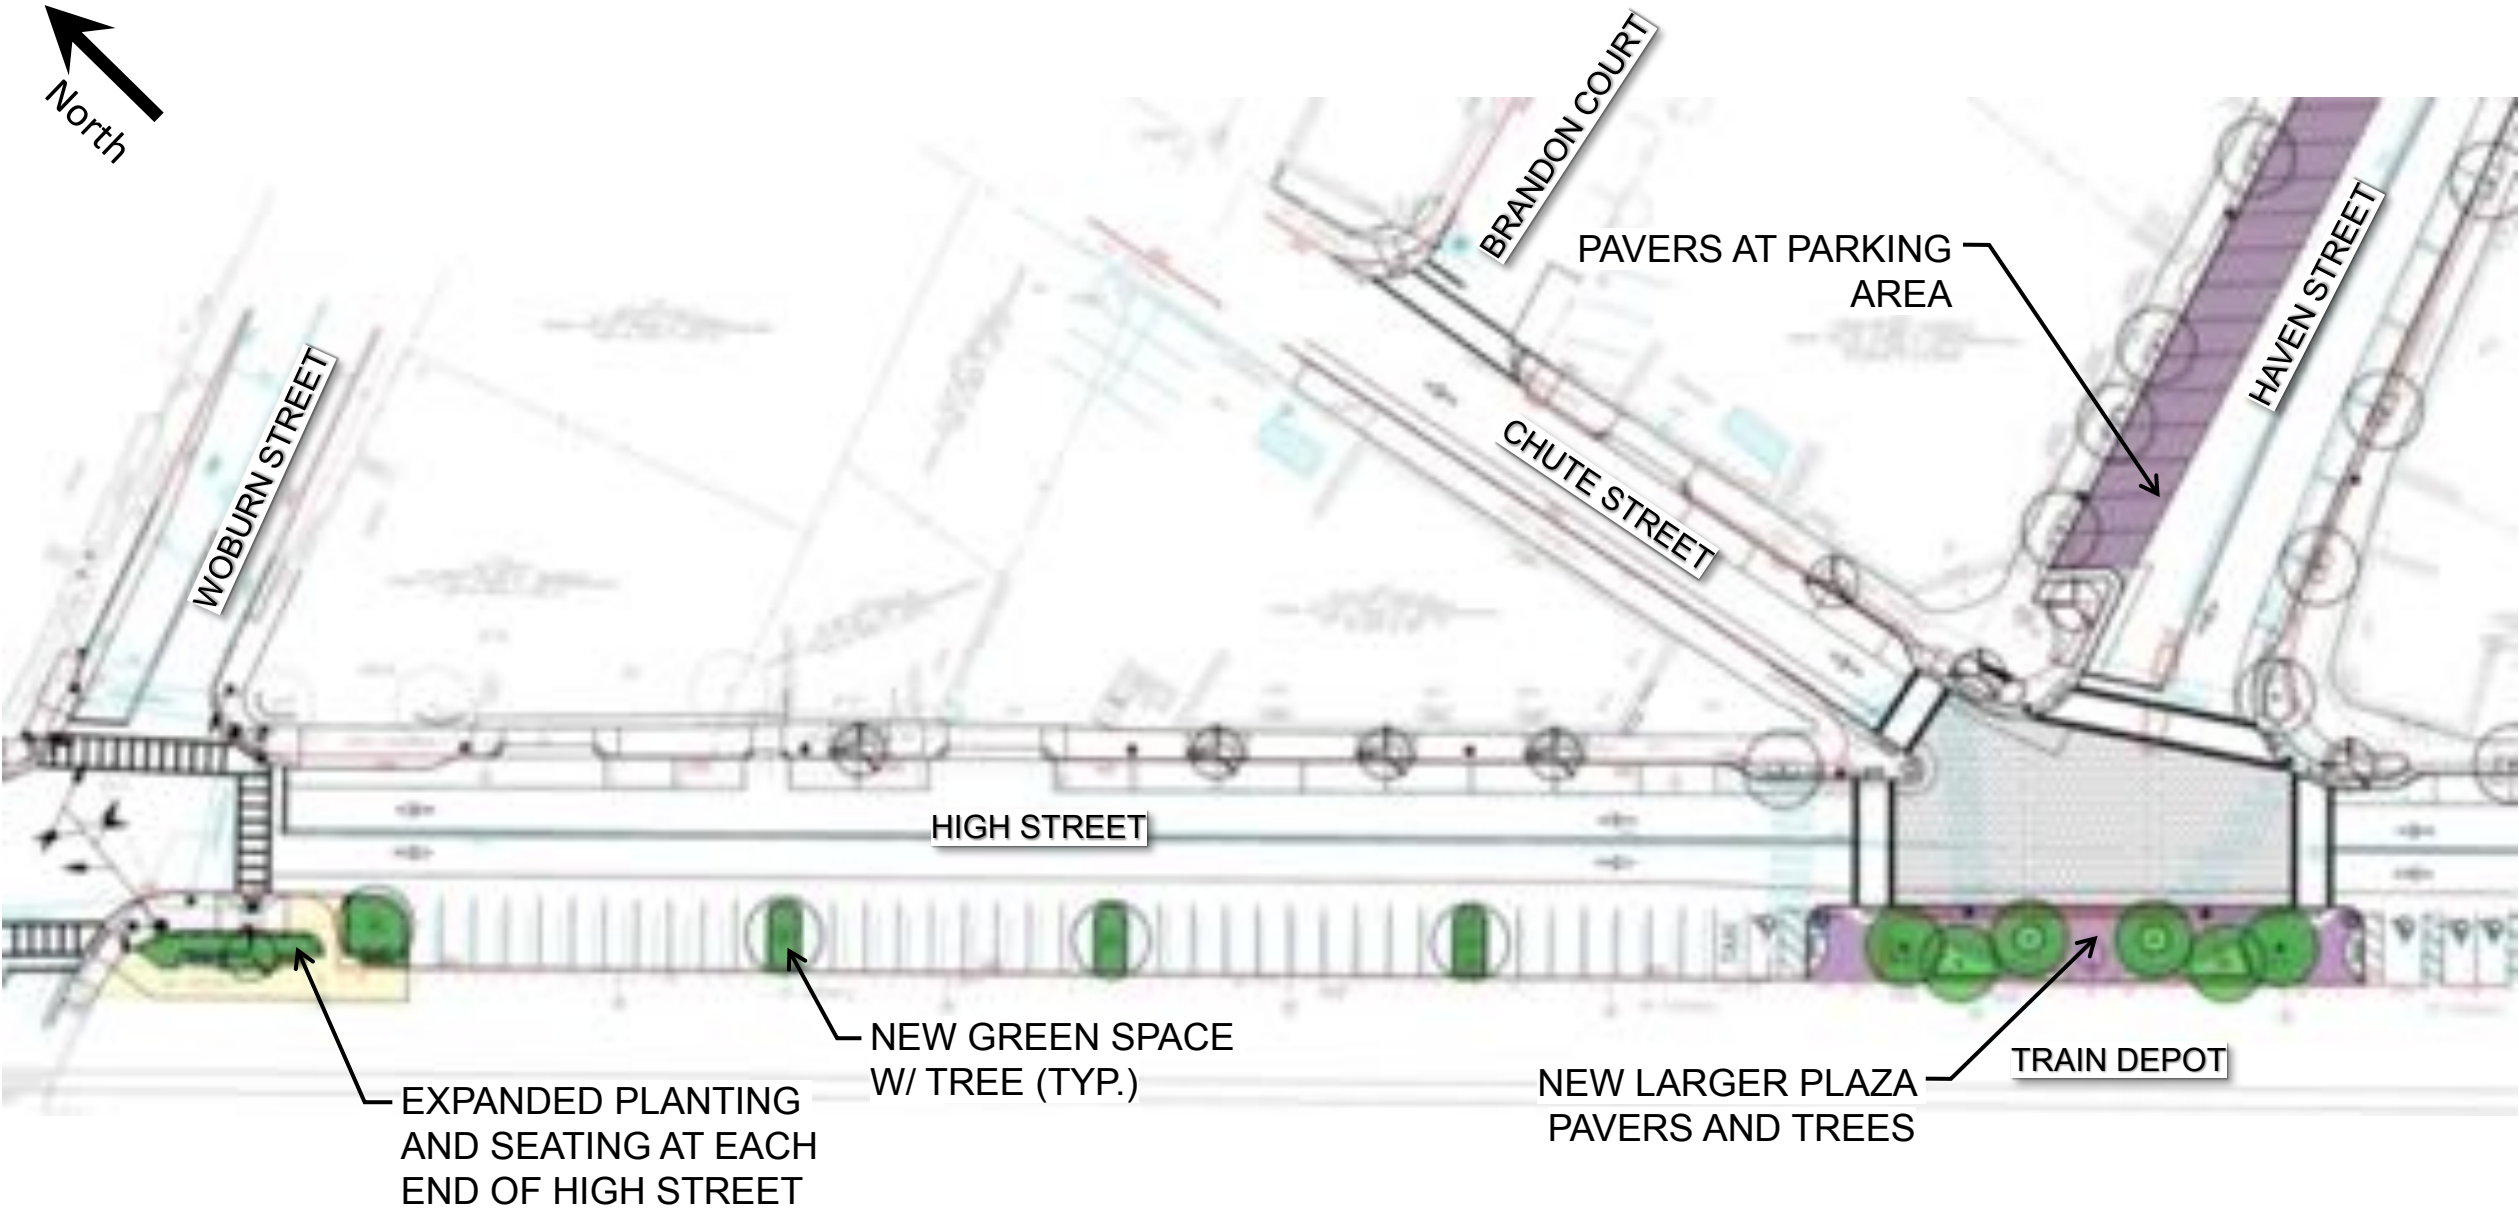 North
BRANDON COURT
PAVERS AT PARKING
AREA
HAVEN STREET
WOBURN STREET
CHUTE STREET
HIGH STREET
NEW GREEN SPACE
W/ TREE (TYP.)
TRAIN DEPOT
NEW LARGER PLAZA
PAVERS AND TREES
EXPANDED PLANTING
AND SEATING AT EACH
END OF HIGH STREET